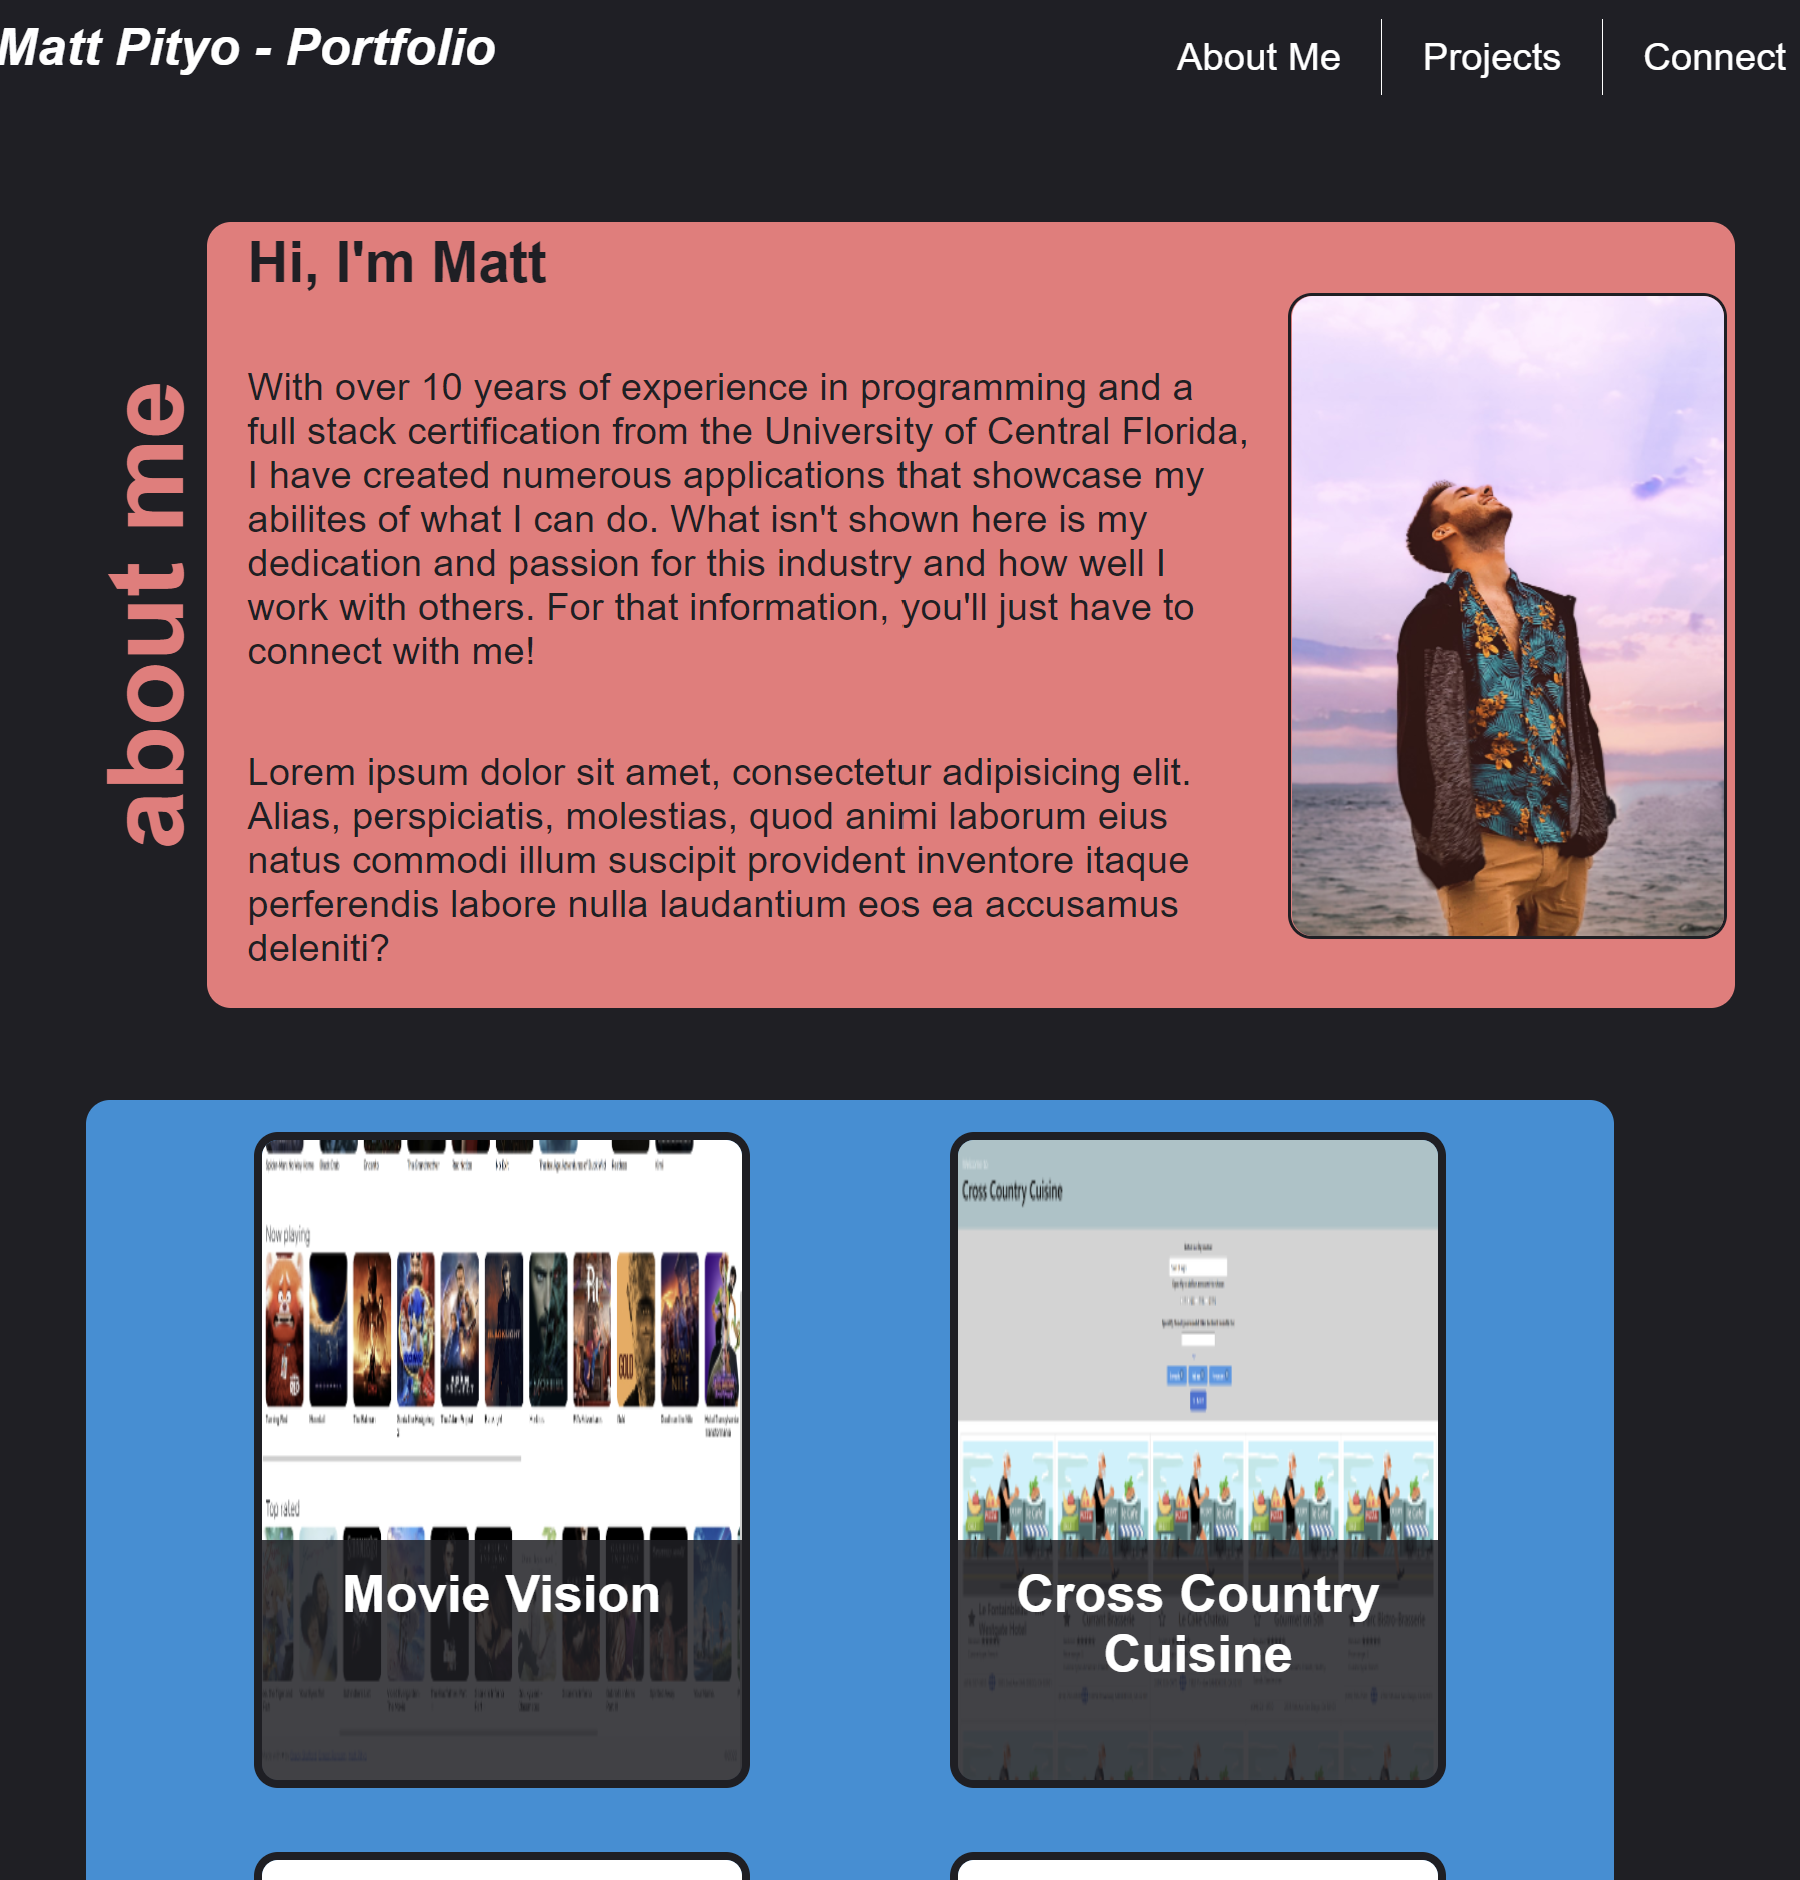 Matt Pityo - Portfolio
About Me
Projects
Connect
about me
Hi, I'm Matt
With over 10 years of experience in programming and a
full stack certification from the University of Central Florida,
I have created numerous applications that showcase my
abilites of what I can do. What isn't shown here is my
dedication and passion for this industry and how well I
work with others. For that information, you'll just have to
connect with me!
Lorem ipsum dolor sit amet, consectetur adipisicing elit.
Alias, perspiciatis, molestias, quod animi laborum eius
natus commodi illum suscipit provident inventore itaque
perferendis labore nulla laudantium eos ea accusamus
deleniti?
Now playing
Top rated
Movie Vision
Cross Country Cuisine
Cross Country
Cuisine